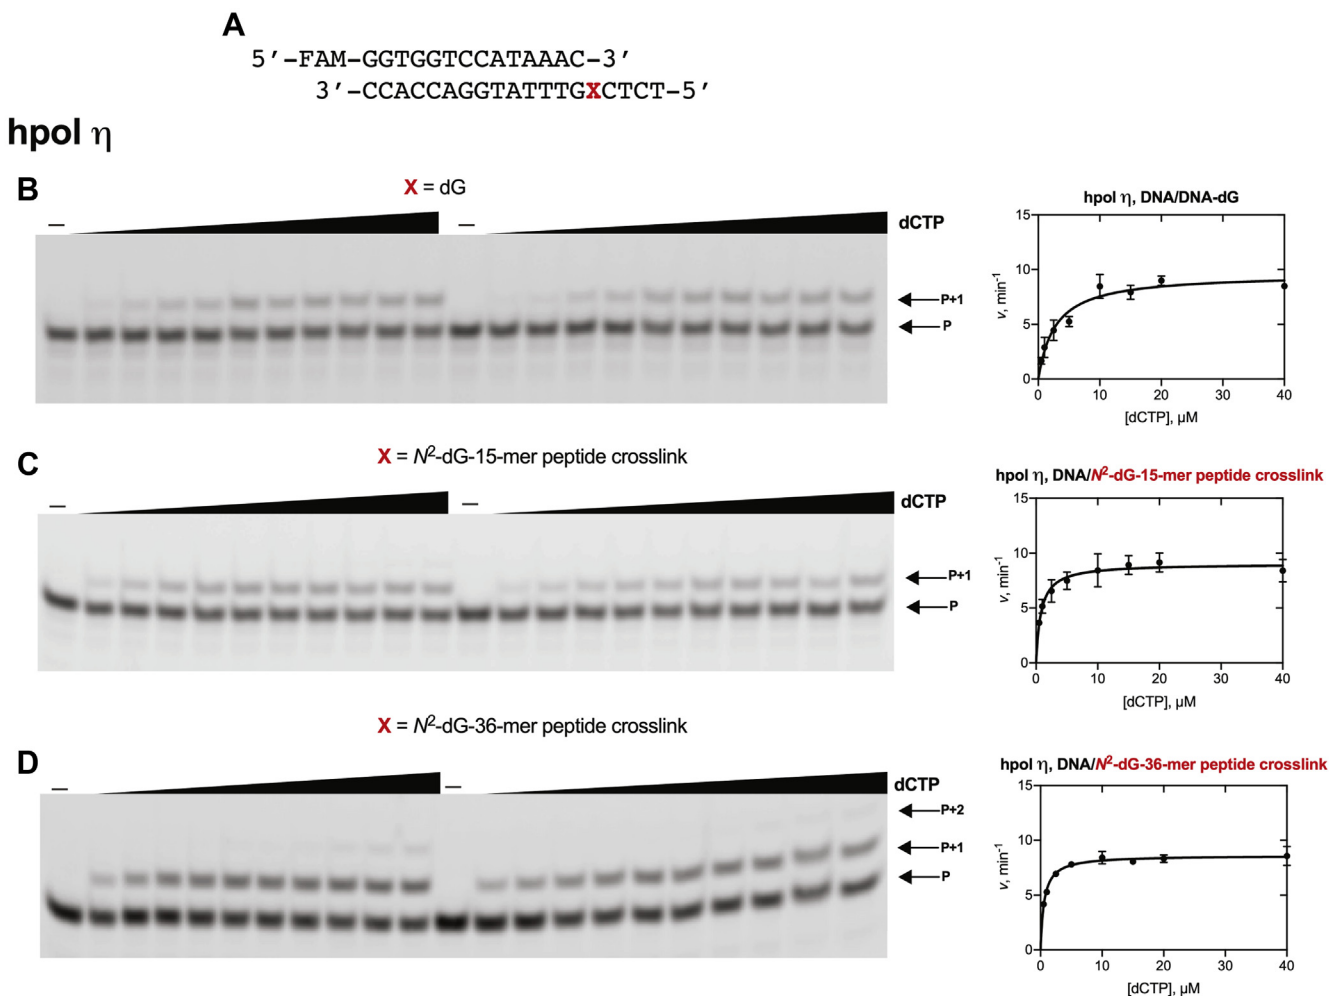 A
5′-FAM-GGTGGTCCATAAAC-3′
3′-CCACCAGGTATTTGXCTCT-5′
hpol η
B
X = dG
– –
dCTP
P+1
P
hpol η, DNA/DNA-dG
15
10
5
0
v, min⁻¹
0 10 20 30 40
[dCTP], µM
C
X = N²-dG-15-mer peptide crosslink
– –
dCTP
P+1
P
hpol η, DNA/N²-dG-15-mer peptide crosslink
15
10
5
0
v, min⁻¹
0 10 20 30 40
[dCTP], µM
X = N²-dG-36-mer peptide crosslink
D
– –
dCTP
P+2
P+1
P
hpol η, DNA/N²-dG-36-mer peptide crosslink
15
10
5
0
v, min⁻¹
0 10 20 30 40
[dCTP], µM